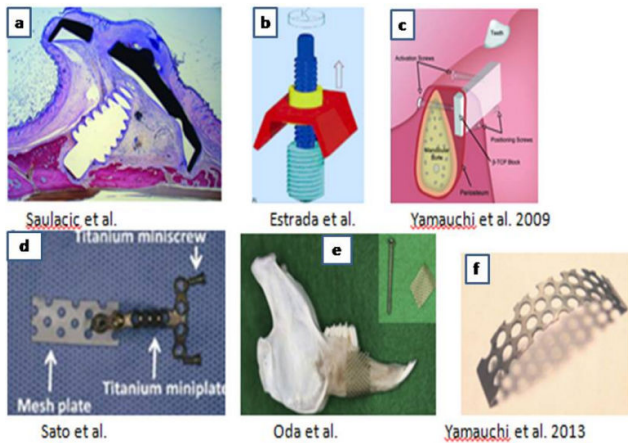 a
b
c
Teeth
Activation Screws
Positioning Screws
Mandibular
Bone
β-TCP Block
Periosteum
Saulacic et al.
Estrada et al.
Yamauchi et al. 2009
d
Titanium miniscrew
Mesh plate
Titanium miniplate
e
f
Sato et al.
Oda et al.
Yamauchi et al. 2013